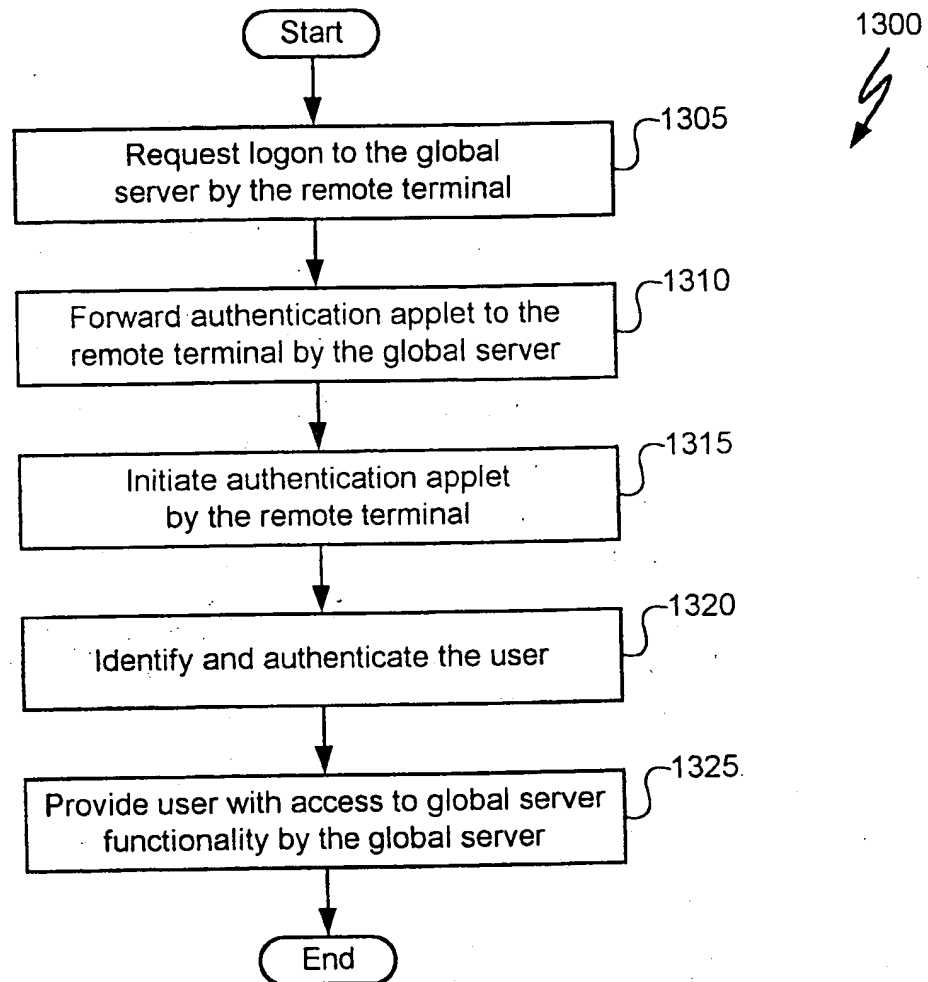 Start
1300
1305
Request logon to the global
server by the remote terminal
1310
Forward authentication applet to the
remote terminal by the global server
1315
Initiate authentication applet
by the remote terminal
1320
Identify and authenticate the user
1325
Provide user with access to global server
functionality by the global server
End